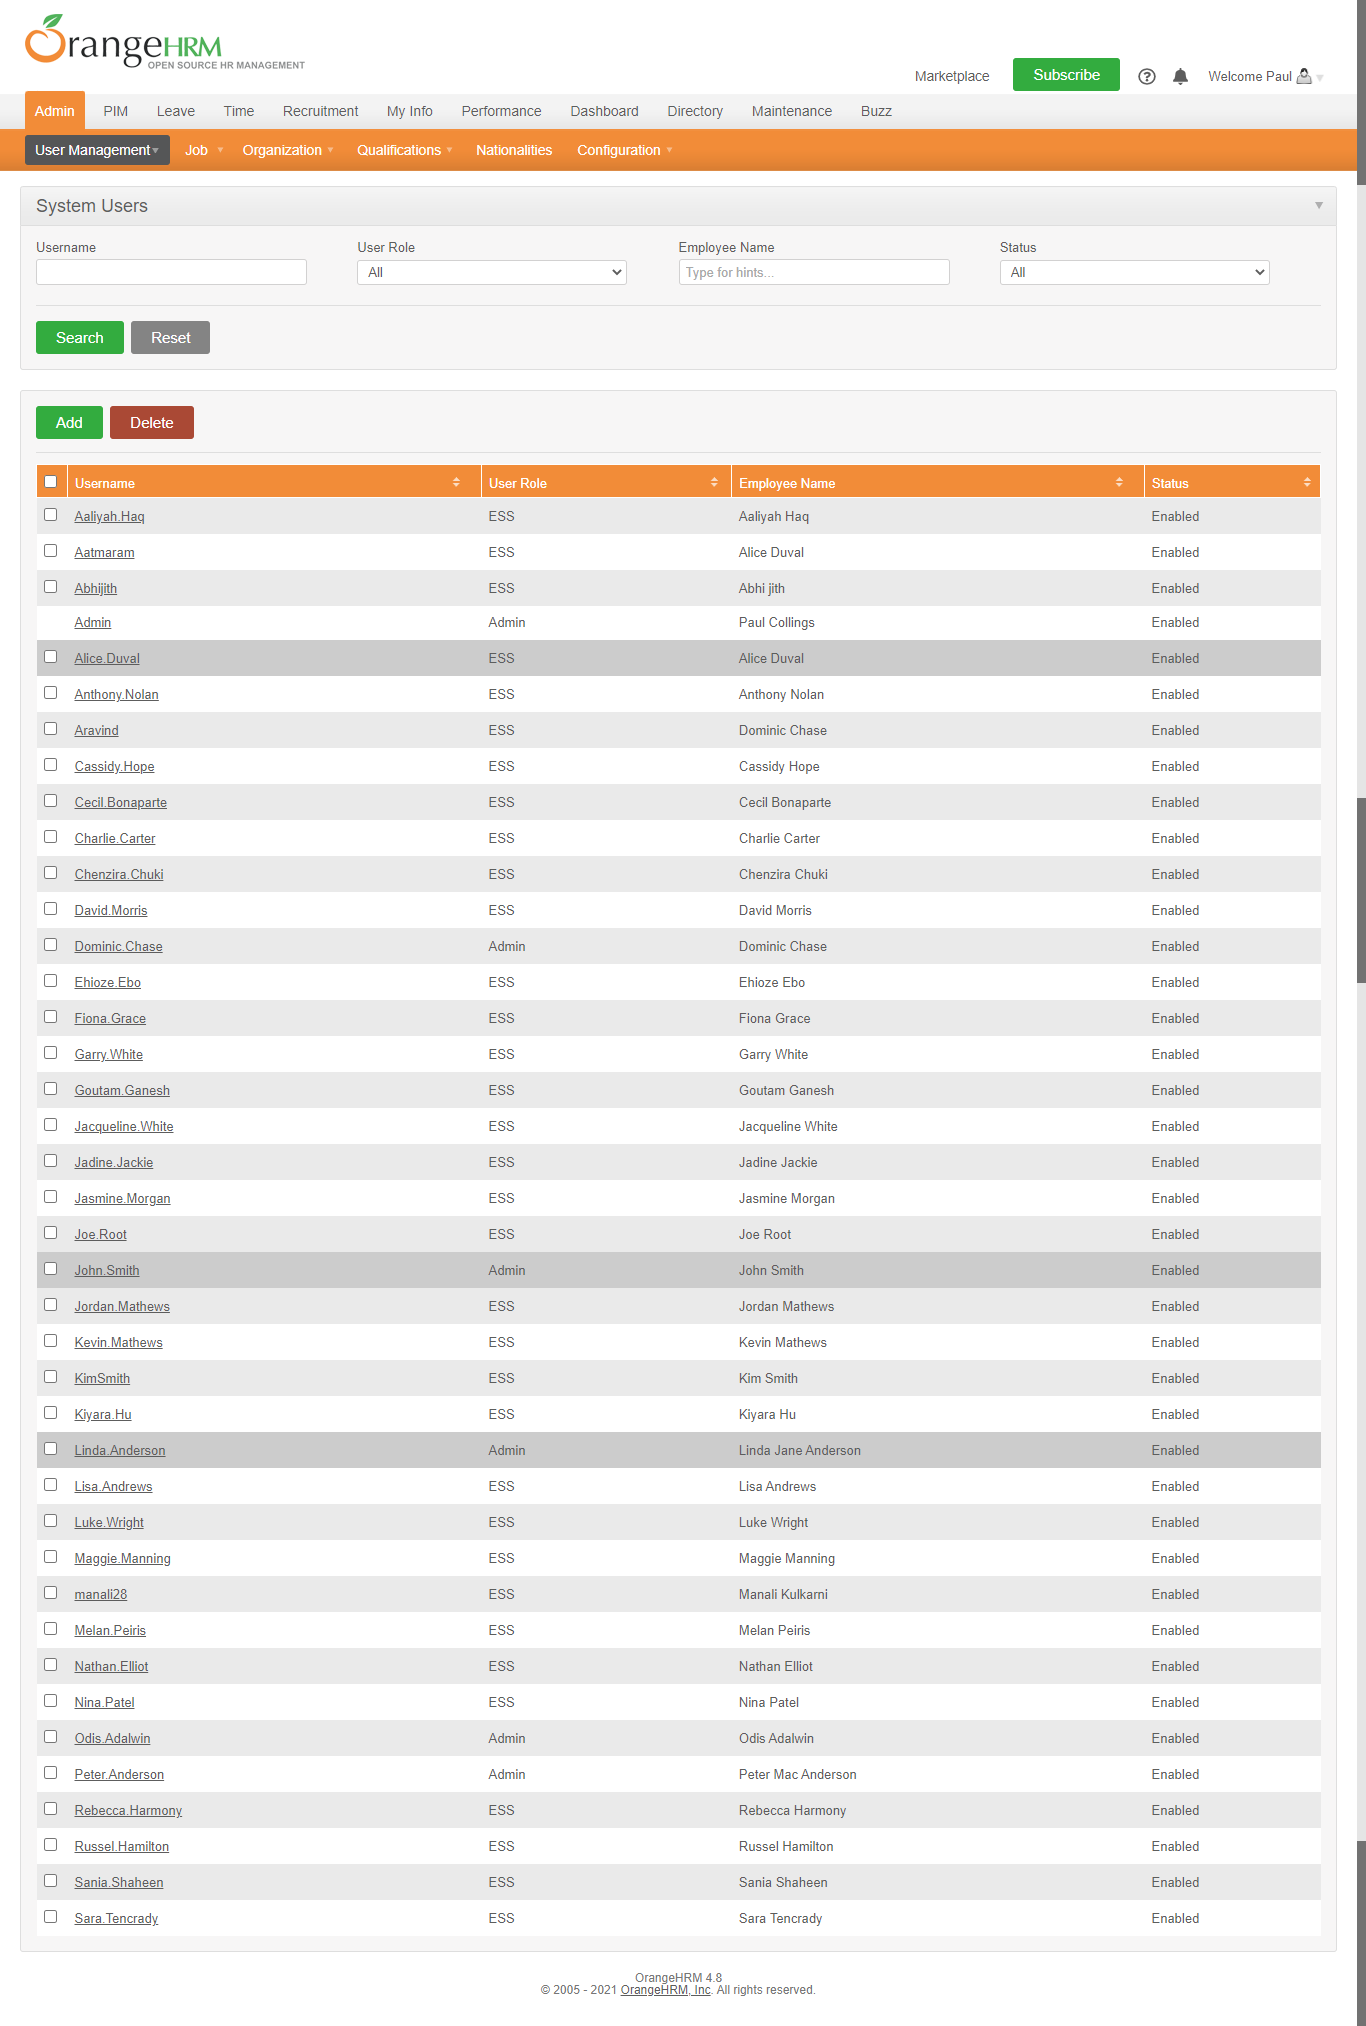 OrangeHRM
OPEN SOURCE HR MANAGEMENT
Marketplace Subscribe Welcome Paul
Admin PIM Leave Time Recruitment My Info Performance Dashboard Directory Maintenance Buzz
User Management Job Organization Qualifications Nationalities Configuration
System Users
Username User Role Employee Name Status
All Type for hints... All
Search Reset
Add Delete
Username User Role Employee Name Status
Aaliyah.Haq ESS Aaliyah Haq Enabled
Aatmaram ESS Alice Duval Enabled
Abhijith ESS Abhi jith Enabled
Admin Admin Paul Collings Enabled
Alice.Duval ESS Alice Duval Enabled
Anthony.Nolan ESS Anthony Nolan Enabled
Aravind ESS Dominic Chase Enabled
Cassidy.Hope ESS Cassidy Hope Enabled
Cecil.Bonaparte ESS Cecil Bonaparte Enabled
Charlie.Carter ESS Charlie Carter Enabled
Chenzira.Chuki ESS Chenzira Chuki Enabled
David.Morris ESS David Morris Enabled
Dominic.Chase Admin Dominic Chase Enabled
Ehioze.Ebo ESS Ehioze Ebo Enabled
Fiona.Grace ESS Fiona Grace Enabled
Garry.White ESS Garry White Enabled
Goutam.Ganesh ESS Goutam Ganesh Enabled
Jacqueline.White ESS Jacqueline White Enabled
Jadine.Jackie ESS Jadine Jackie Enabled
Jasmine.Morgan ESS Jasmine Morgan Enabled
Joe.Root ESS Joe Root Enabled
John.Smith Admin John Smith Enabled
Jordan.Mathews ESS Jordan Mathews Enabled
Kevin.Mathews ESS Kevin Mathews Enabled
KimSmith ESS Kim Smith Enabled
Kiyara.Hu ESS Kiyara Hu Enabled
Linda.Anderson Admin Linda Jane Anderson Enabled
Lisa.Andrews ESS Lisa Andrews Enabled
Luke.Wright ESS Luke Wright Enabled
Maggie.Manning ESS Maggie Manning Enabled
manali28 ESS Manali Kulkarni Enabled
Melan.Peiris ESS Melan Peiris Enabled
Nathan.Elliot ESS Nathan Elliot Enabled
Nina.Patel ESS Nina Patel Enabled
Odis.Adalwin Admin Odis Adalwin Enabled
Peter.Anderson Admin Peter Mac Anderson Enabled
Rebecca.Harmony ESS Rebecca Harmony Enabled
Russel.Hamilton ESS Russel Hamilton Enabled
Sania.Shaheen ESS Sania Shaheen Enabled
Sara.Tencrady ESS Sara Tencrady Enabled
OrangeHRM 4.8
© 2005 - 2021 OrangeHRM, Inc. All rights reserved.